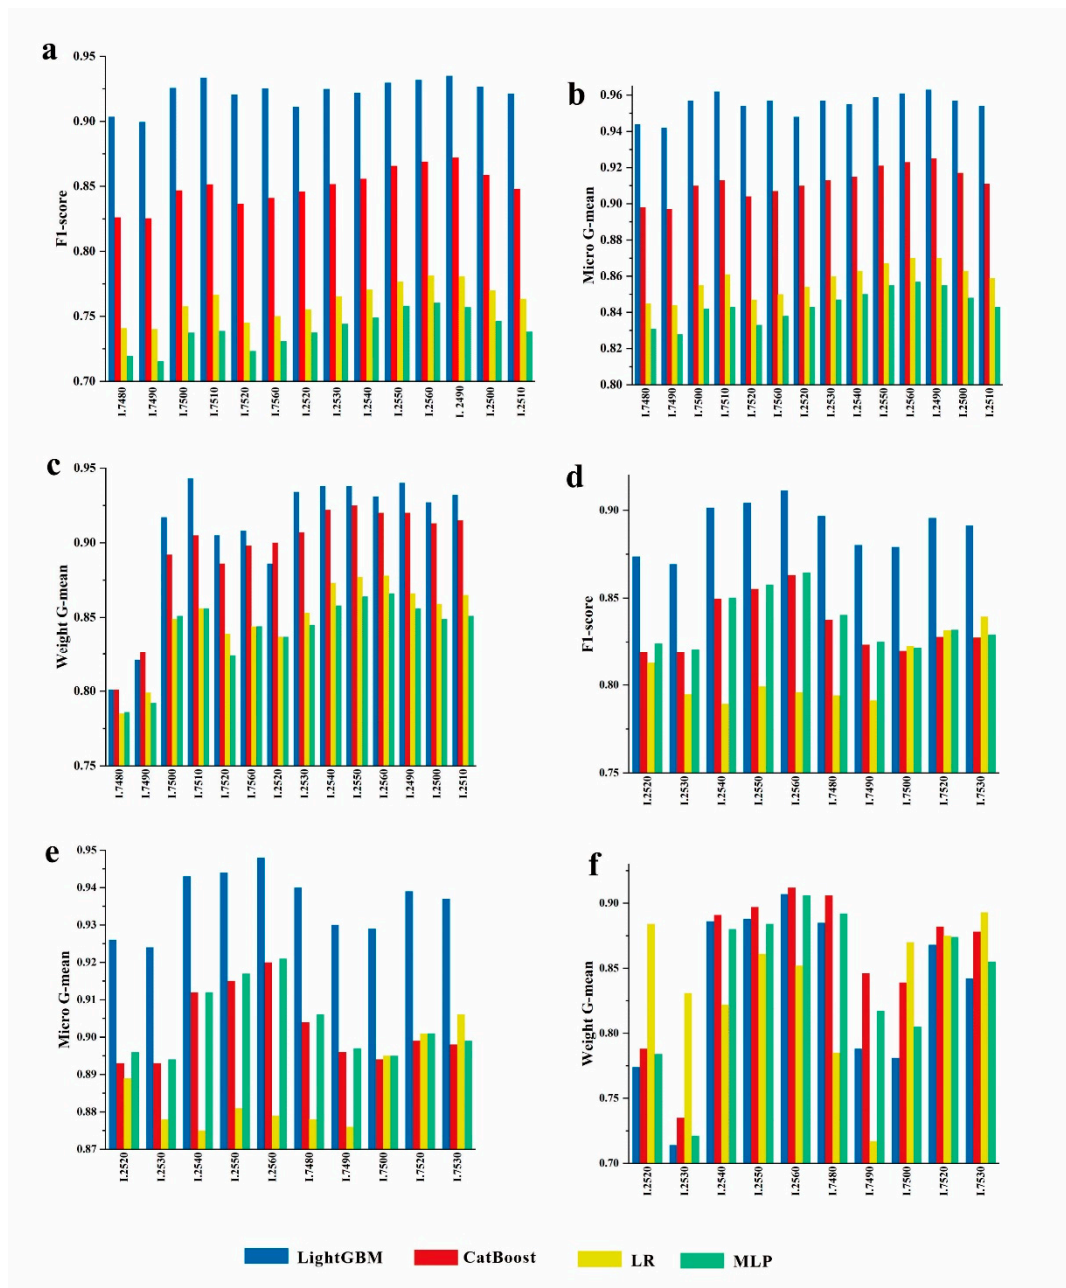 a
0.95
0.90
0.85
0.80
0.75
0.70
F1-score
L7480
L7490
L7500
L7510
L7520
L7560
L2520
L2530
L2540
L2550
L2560
L 2490
L2500
L2510
b
0.96
0.94
0.92
0.90
0.88
0.86
0.84
0.82
0.80
Micro G-mean
L7480
L7490
L7500
L7510
L7520
L7560
L2520
L2530
L2540
L2550
L2560
L2490
L2500
L2510
c
0.95
0.90
0.85
0.80
0.75
Weight G-mean
L7480
L7490
L7500
L7510
L7520
L7560
L2520
L2530
L2540
L2550
L2560
L2490
L2500
L2510
d
0.90
0.85
0.80
0.75
F1-score
L2520
L2530
L2540
L2550
L2560
L7480
L7490
L7500
L7520
L7530
e
0.95
0.94
0.93
0.92
0.91
0.90
0.89
0.88
0.87
Micro G-mean
L2520
L2530
L2540
L2550
L2560
L7480
L7490
L7500
L7520
L7530
f
0.90
0.85
0.80
0.75
0.70
Weight G-mean
L2520
L2530
L2540
L2550
L2560
L7480
L7490
L7500
L7520
L7530
LightGBM CatBoost LR MLP